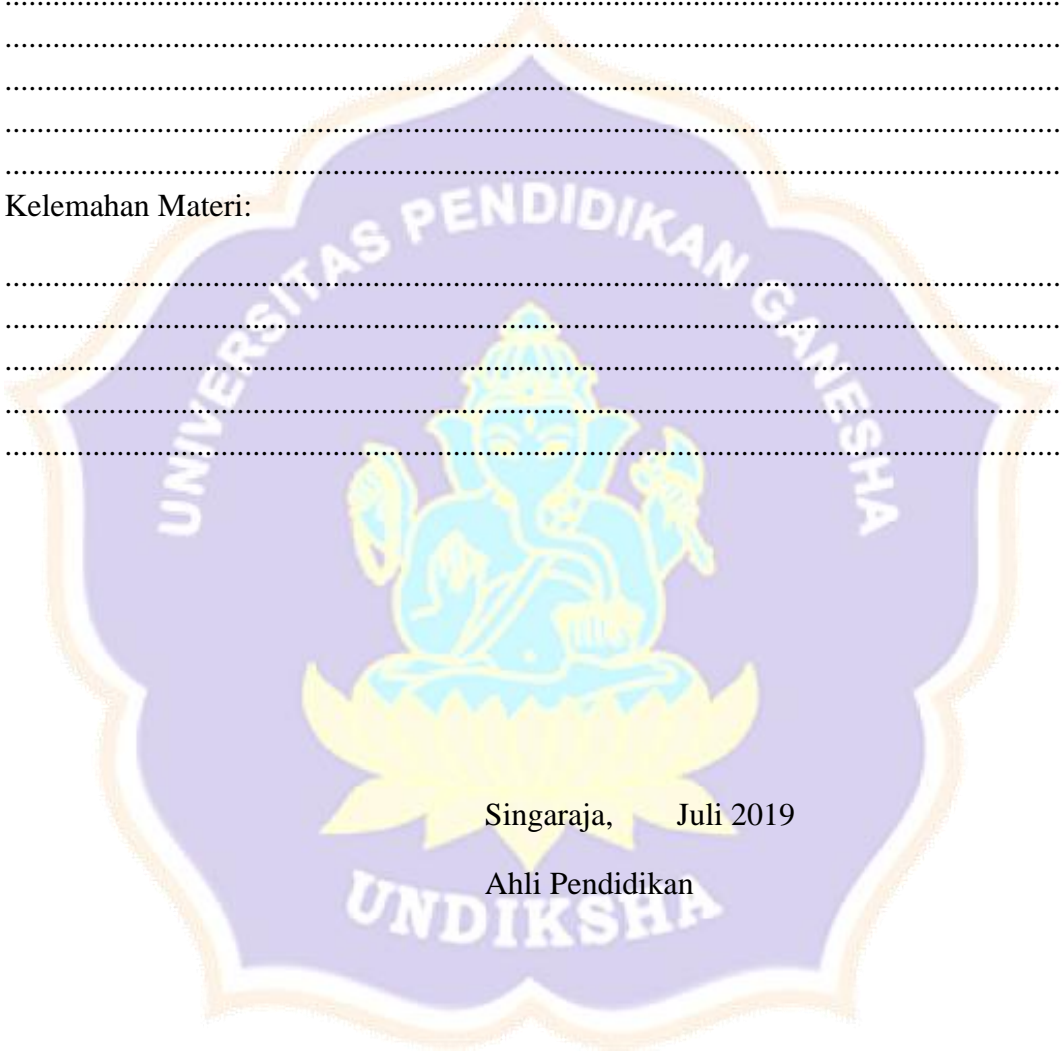 ................................................................................................................................
................................................................................................................................
................................................................................................................................
................................................................................................................................
................................................................................................................................
Kelemahan Materi:
................................................................................................................................
................................................................................................................................
................................................................................................................................
................................................................................................................................
................................................................................................................................
UNIVERSITAS PENDIDIKAN GANESHA
Singaraja, Juli 2019
Ahli Pendidikan
UNDIKSHA